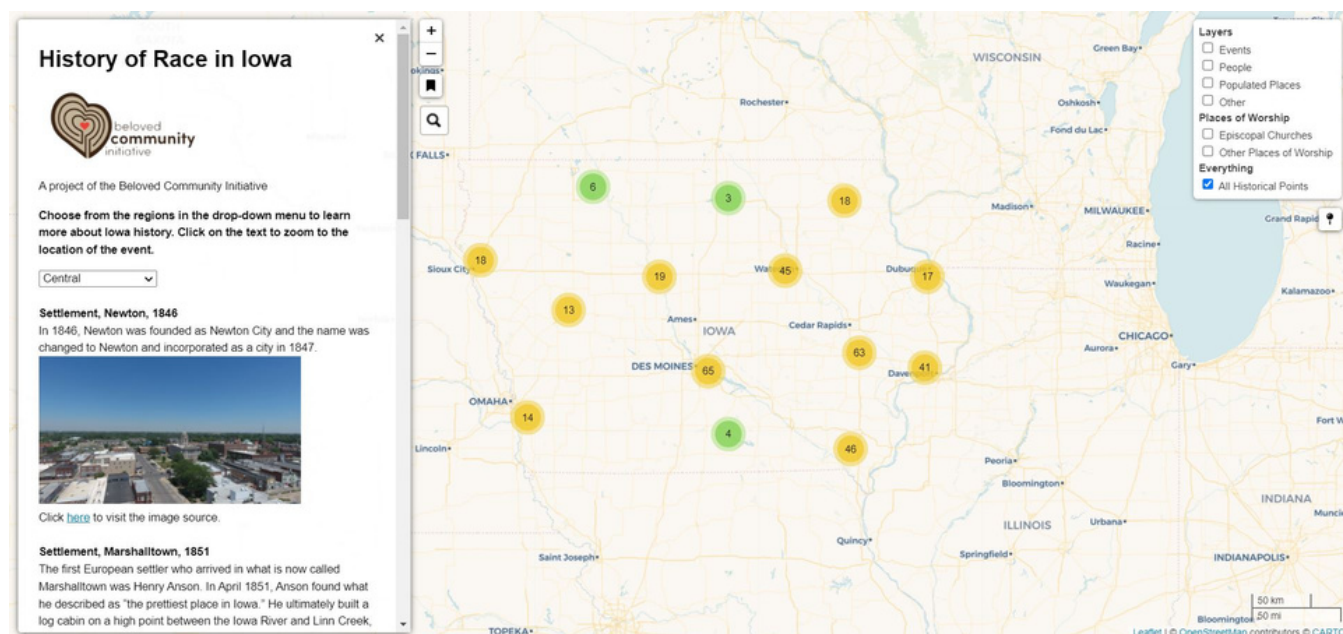 ×
History of Race in Iowa
beloved
community
initiative
A project of the Beloved Community Initiative
Choose from the regions in the drop-down menu to learn
more about Iowa history. Click on the text to zoom to the
location of the event.
Central
Settlement, Newton, 1846
In 1846, Newton was founded as Newton City and the name was
changed to Newton and incorporated as a city in 1847.
Click here to visit the image source.
Settlement, Marshalltown, 1851
The first European settler who arrived in what is now called
Marshalltown was Henry Anson. In April 1851, Anson found what
he described as "the prettiest place in Iowa." He ultimately built a
log cabin on a high point between the Iowa River and Linn Creek,
+
−
Layers
Events
People
Populated Places
Other
Places of Worship
Episcopal Churches
Other Places of Worship
Everything
All Historical Points
WISCONSIN
Green Bay
Rochester
Oshkosh
Fond du Lac
FALLS
6
3
18
Madison
MILWAUKEE
Grand Rapid
Racine
18
Sioux City
19
45
Dubuqu
17
Waukegan
Kalamazoo
13
Ames
IOWA
Cedar Rapids
CHICAGO
Aurora
Gary
63
DES MOINES
65
41
Daven
OMAHA
14
4
46
Lincoln
Fort W
Peoria
Bloomington
INDIANA
Muncie
ILLINOIS
Urbana
Quincy
Springfield
INDIANAPOLIS
Saint Joseph
50 km
50 mi
Bloomington
TOPEKA
Leaflet | © OpenStreetMap contributors © CARTO